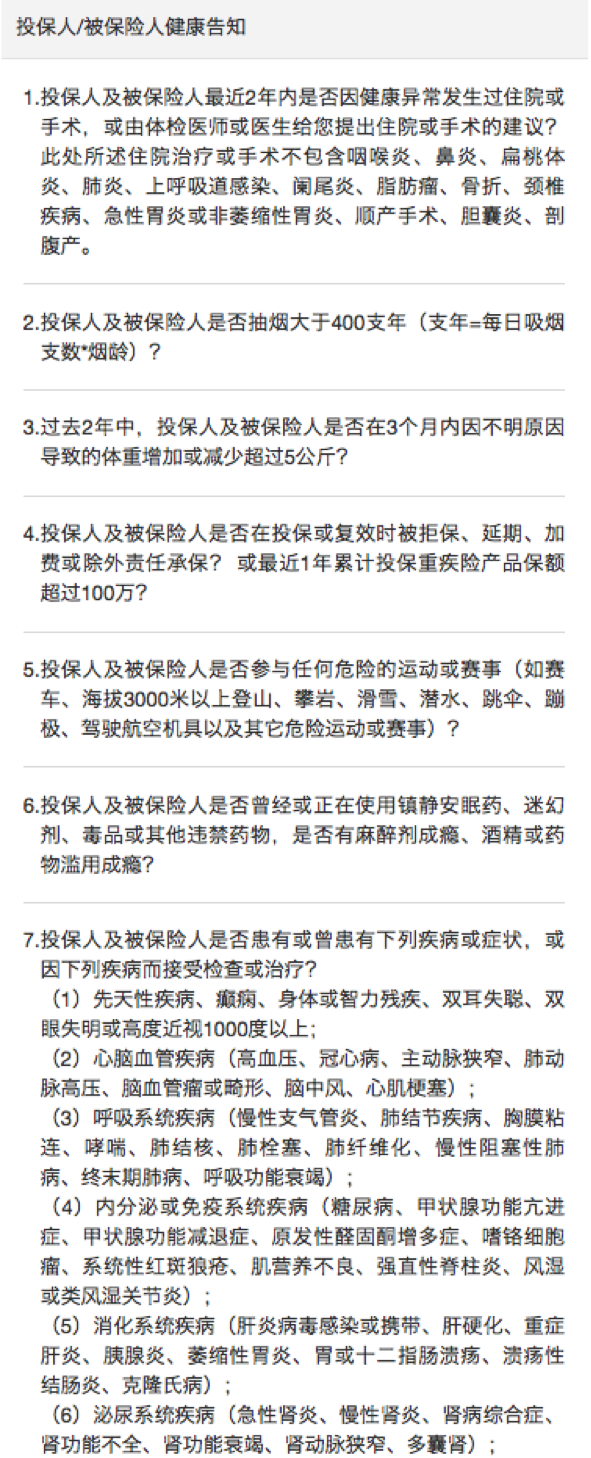 投保人/被保险人健康告知
1.投保人及被保险人最近2年内是否因健康异常发生过住院或
手术，或由体检医师或医生给您提出住院或手术的建议？
此处所述住院治疗或手术不包含咽喉炎、鼻炎、扁桃体
炎、肺炎、上呼吸道感染、阑尾炎、脂肪瘤、骨折、颈椎
疾病、急性胃炎或非萎缩性胃炎、顺产手术、胆囊炎、剖
腹产。
2.投保人及被保险人是否抽烟大于400支年（支年=每日吸烟
支数*烟龄）？
3.过去2年中，投保人及被保险人是否在3个月内因不明原因
导致的体重增加或减少超过5公斤？
4.投保人及被保险人是否在投保或复效时被拒保、延期、加
费或除外责任承保？ 或最近1年累计投保重疾险产品保额
超过100万？
5.投保人及被保险人是否参与任何危险的运动或赛事（如赛
车、海拔3000米以上登山、攀岩、滑雪、潜水、跳伞、蹦
极、驾驶航空机具以及其它危险运动或赛事）？
6.投保人及被保险人是否曾经或正在使用镇静安眠药、迷幻
剂、毒品或其他违禁药物，是否有麻醉剂成瘾、酒精或药
物滥用成瘾？
7.投保人及被保险人是否患有或曾患有下列疾病或症状，或
因下列疾病而接受检查或治疗？
（1）先天性疾病、癫痫、身体或智力残疾、双耳失聪、双
眼失明或高度近视1000度以上；
（2）心脑血管疾病（高血压、冠心病、主动脉狭窄、肺动
脉高压、脑血管瘤或畸形、脑中风、心肌梗塞）；
（3）呼吸系统疾病（慢性支气管炎、肺结节疾病、胸膜粘
连、哮喘、肺结核、肺栓塞、肺纤维化、慢性阻塞性肺
病、终末期肺病、呼吸功能衰竭）；
（4）内分泌或免疫系统疾病（糖尿病、甲状腺功能亢进
症、甲状腺功能减退症、原发性醛固酮增多症、嗜铬细胞
瘤、系统性红斑狼疮、肌营养不良、强直性脊柱炎、风湿
或类风湿关节炎）；
（5）消化系统疾病（肝炎病毒感染或携带、肝硬化、重症
肝炎、胰腺炎、萎缩性胃炎、胃或十二指肠溃疡、溃疡性
结肠炎、克隆氏病）；
（6）泌尿系统疾病（急性肾炎、慢性肾炎、肾病综合症、
肾功能不全、肾功能衰竭、肾动脉狭窄、多囊肾）；